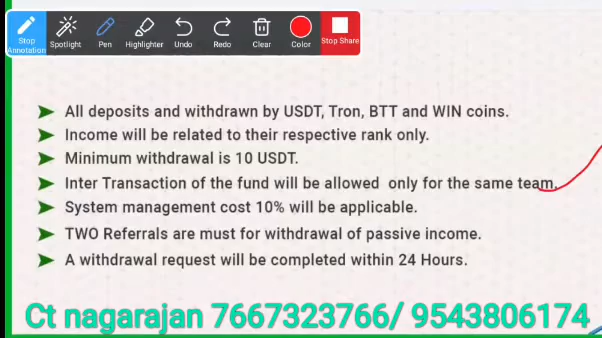 Stop Annotation
Spotlight
Pen
Highlighter
Undo
Redo
Clear
Color
Stop Share
All deposits and withdrawn by USDT, Tron, BTT and WIN coins.
Income will be related to their respective rank only.
Minimum withdrawal is 10 USDT.
Inter Transaction of the fund will be allowed only for the same team.
System management cost 10% will be applicable.
TWO Referrals are must for withdrawal of passive income.
A withdrawal request will be completed within 24 Hours.
Ct nagarajan 7667323766/ 9543806174